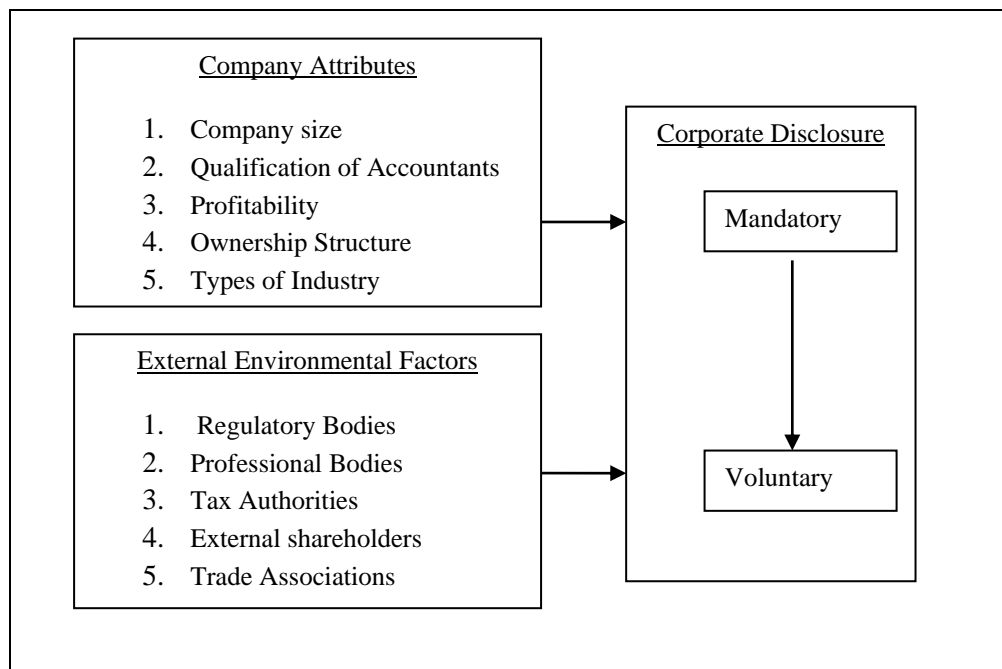 Company Attributes
1. Company size
2. Qualification of Accountants
3. Profitability
4. Ownership Structure
5. Types of Industry
External Environmental Factors
1. Regulatory Bodies
2. Professional Bodies
3. Tax Authorities
4. External shareholders
5. Trade Associations
Corporate Disclosure
Mandatory
Voluntary